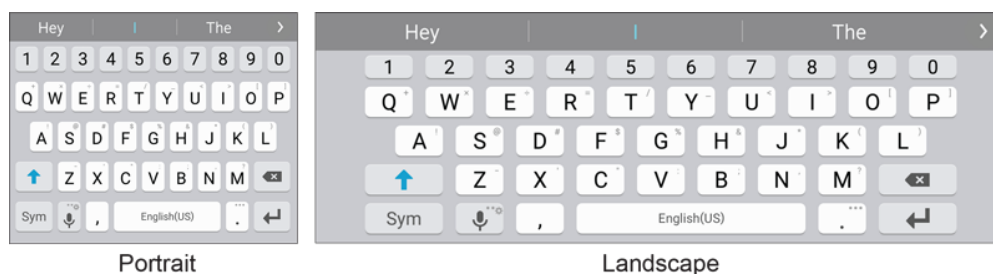 Hey I The
1 2 3 4 5 6 7 8 9 0
Q W E R T Y U I O P
A S D F G H J K L
Z X C V B N M
Sym , English(US) .
Portrait
Hey I The
1 2 3 4 5 6 7 8 9 0
Q + W × E ÷ R = T / Y _ U < I > O [ P ]
A ! S @ D # F $ G % H & J * K ( L )
Z - X ' C " V : B ; N , M ?
Sym , English(US) .
Landscape